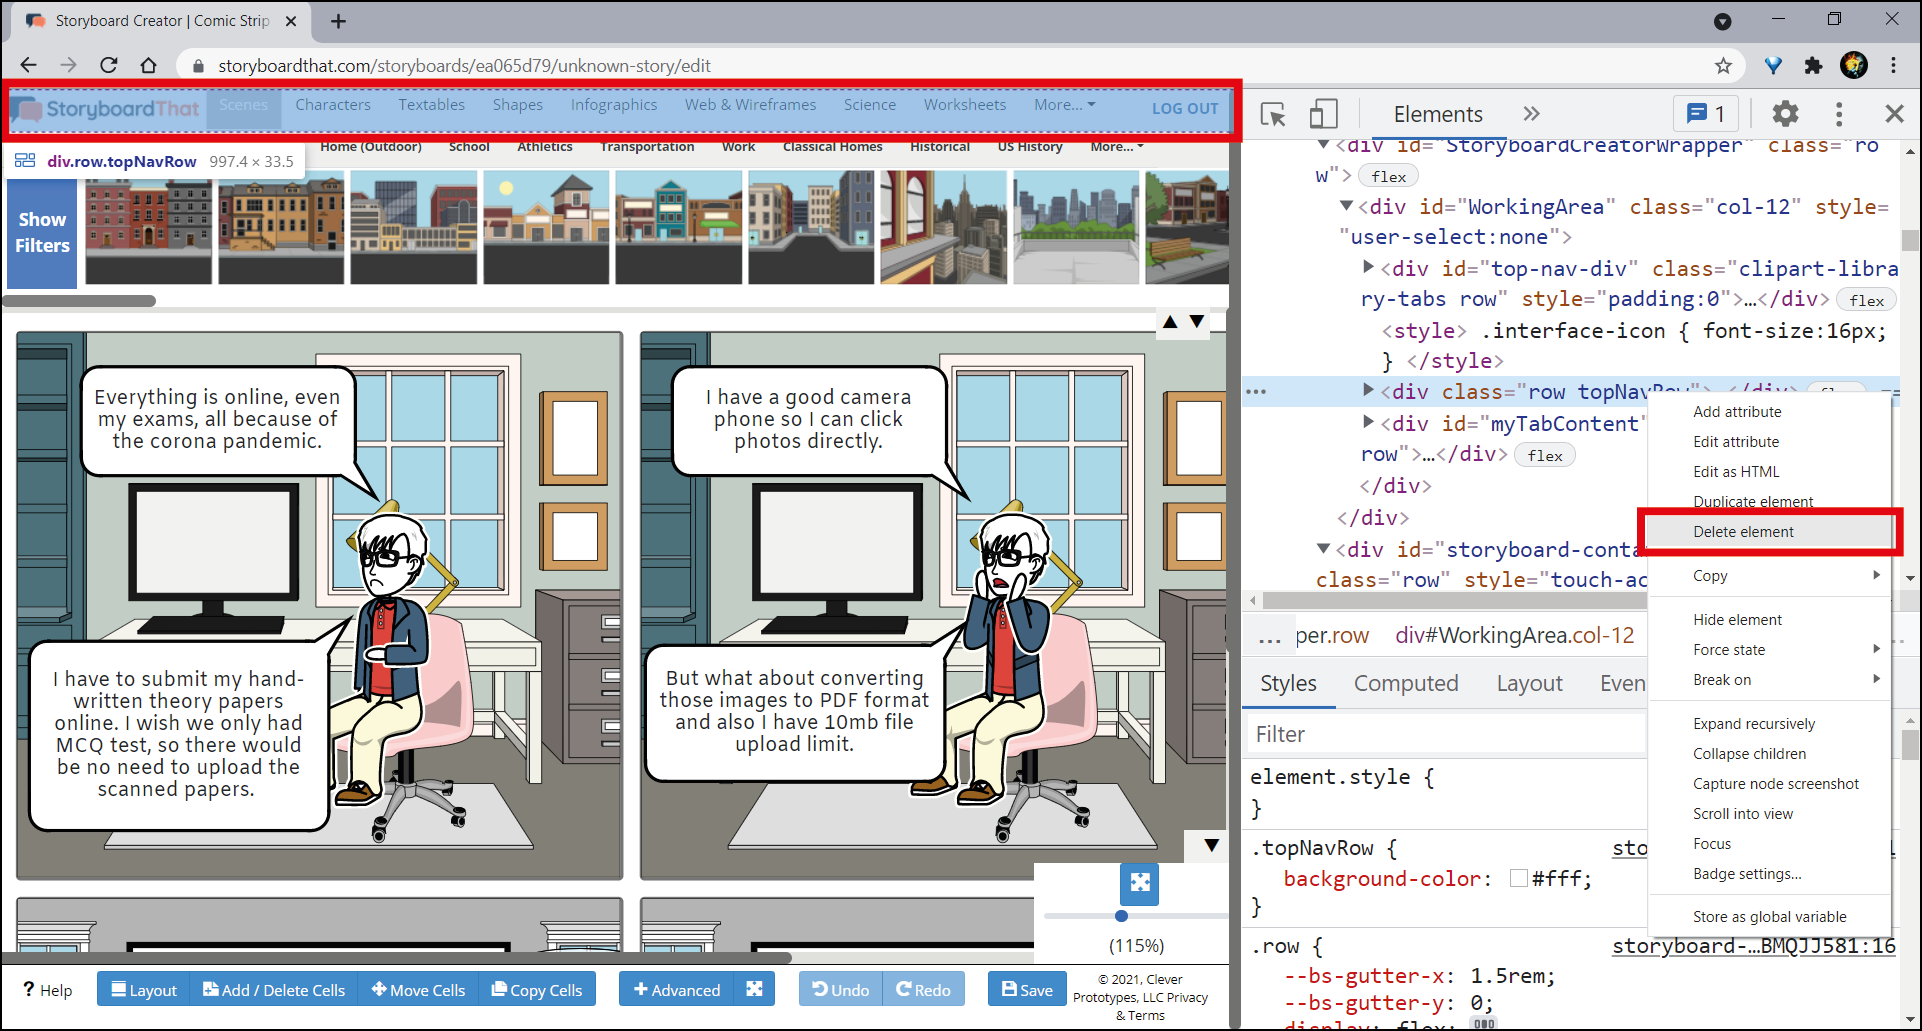 Storyboard Creator | Comic Strip
storyboardthat.com/storyboards/ea065d79/unknown-story/edit
StoryboardThat
Scenes
Characters
Textables
Shapes
Infographics
Web & Wireframes
Science
Worksheets
More...
LOG OUT
div.row.topNavRow 997.4 × 33.5
Home (Outdoor)
School
Athletics
Transportation
Work
Classical Homes
Historical
US History
More...
Show
Filters
Everything is online, even
my exams, all because of
the corona pandemic.
I have to submit my hand-
written theory papers
online. I wish we only had
MCQ test, so there would
be no need to upload the
scanned papers.
I have a good camera
phone so I can click
photos directly.
But what about converting
those images to PDF format
and also I have 10mb file
upload limit.
(115%)
? Help
Layout
Add / Delete Cells
Move Cells
Copy Cells
Advanced
Undo
Redo
Save
© 2021, Clever
Prototypes, LLC Privacy
& Terms
Elements
1
<div id="StoryboardCreatorWrapper" class="ro
w"> flex
<div id="WorkingArea" class="col-12" style=
"user-select:none">
<div id="top-nav-div" class="clipart-libra
ry-tabs row" style="padding:0">…</div> flex
<style> .interface-icon { font-size:16px;
} </style>
<div class="row topNavRow">…</div> flex ==
<div id="myTabContent"
row">…</div> flex
</div>
</div>
<div id="storyboard-conta
class="row" style="touch-ac
... per.row div#WorkingArea.col-12
Styles
Computed
Layout
Even
Filter
element.style {
}
.topNavRow {
sto
1
background-color: #fff;
}
.row {
storyboard-…BMQJJ581:16
--bs-gutter-x: 1.5rem;
--bs-gutter-y: 0;
display: flex;
Add attribute
Edit attribute
Edit as HTML
Duplicate element
Delete element
Copy
Hide element
Force state
Break on
Expand recursively
Collapse children
Capture node screenshot
Scroll into view
Focus
Badge settings...
Store as global variable